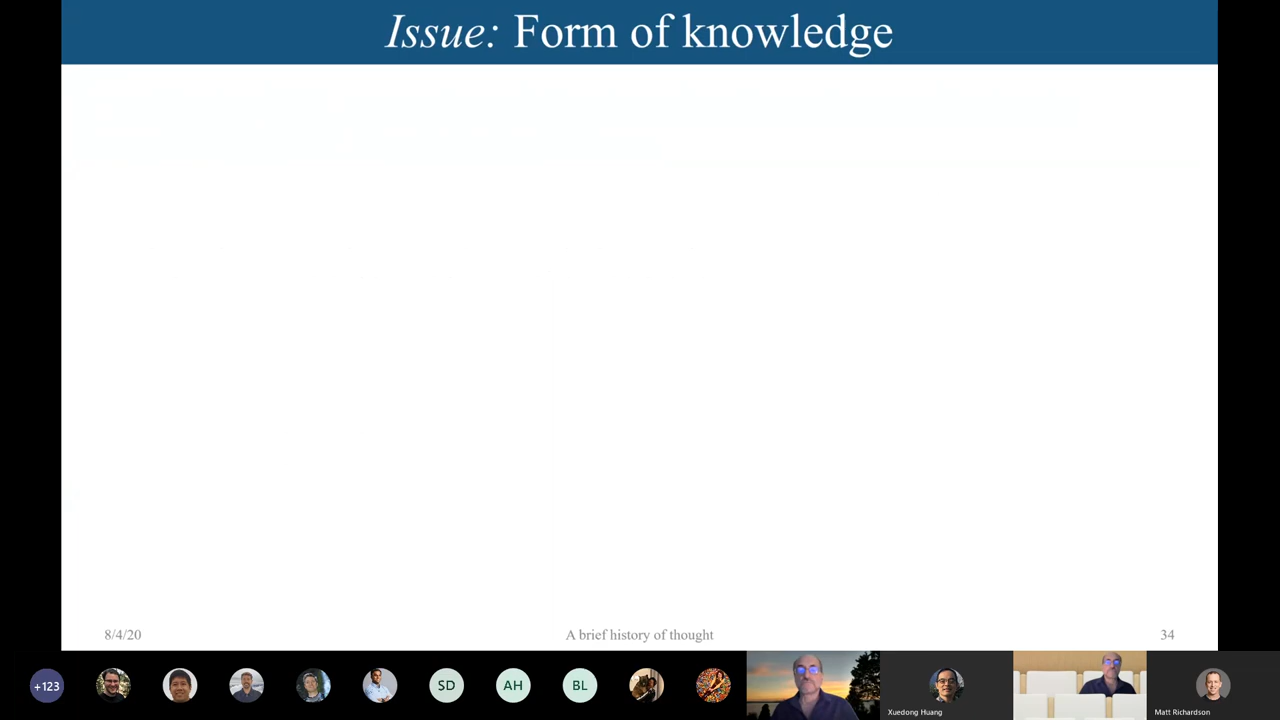 Issue: Form of knowledge
8/4/20 A brief history of thought 34
+123 SD AH BL
Xuedong Huang Matt Richardson